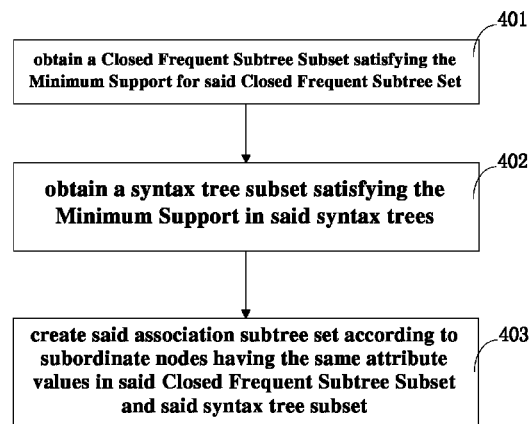 401
obtain a Closed Frequent Subtree Subset satisfying the
Minimum Support for said Closed Frequent Subtree Set
402
obtain a syntax tree subset satisfying the
Minimum Support in said syntax trees
403
create said association subtree set according to
subordinate nodes having the same attribute
values in said Closed Frequent Subtree Subset
and said syntax tree subset